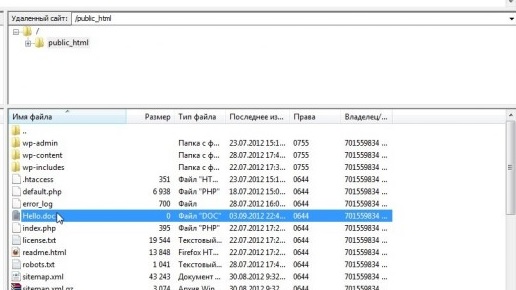 Удаленный сайт: /public_html
/
public_html
Имя файла Размер Тип файла Последнее из... Права Владелец/...
..
wp-admin Папка с ф... 23.07.2012 15:1... 0755 701559834 ...
wp-content Папка с ф... 28.07.2012 17:4... 0755 701559834 ...
wp-includes Папка с ф... 23.07.2012 15:1... 0755 701559834 ...
.htaccess 351 Файл "HT... 23.07.2012 15:1... 0644 701559834 ...
default.php 6 938 Файл "PHP" 18.07.2012 15:0... 0644 701559834 ...
error_log 700 Файл 28.07.2012 16:0... 0644 701559834 ...
Hello.doc 0 Файл "DOC" 03.09.2012 22:4... 0644 701559834 ...
index.php 395 Файл "PHP" 22.07.2012 17:2... 0644 701559834 ...
license.txt 19 544 Текстовый... 22.07.2012 17:2... 0644 701559834 ...
readme.html 13 848 Firefox HT... 22.07.2012 17:2... 0644 701559834 ...
robots.txt 1 041 Текстовый... 28.07.2012 17:4... 0644 701559834 ...
sitemap.xml 43 243 Документ ... 30.08.2012 9:32... 0644 701559834 ...
sitemap.xml.gz 3 074 Архив Win... 30.08.2012 9:32... 0644 701559834 ...